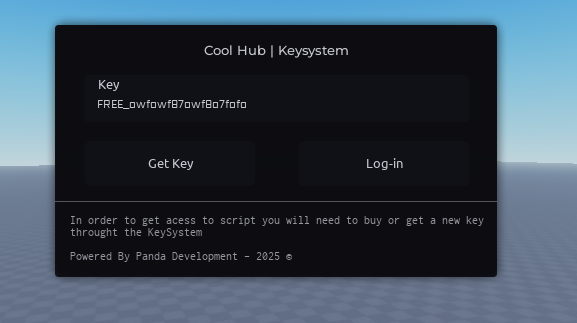 Cool Hub | Keysystem
Key
FREE_awfawf87awf8a7fafa
Get Key
Log-in
In order to get acess to script you will need to buy or get a new key
throught the KeySystem
Powered By Panda Development - 2025 ©